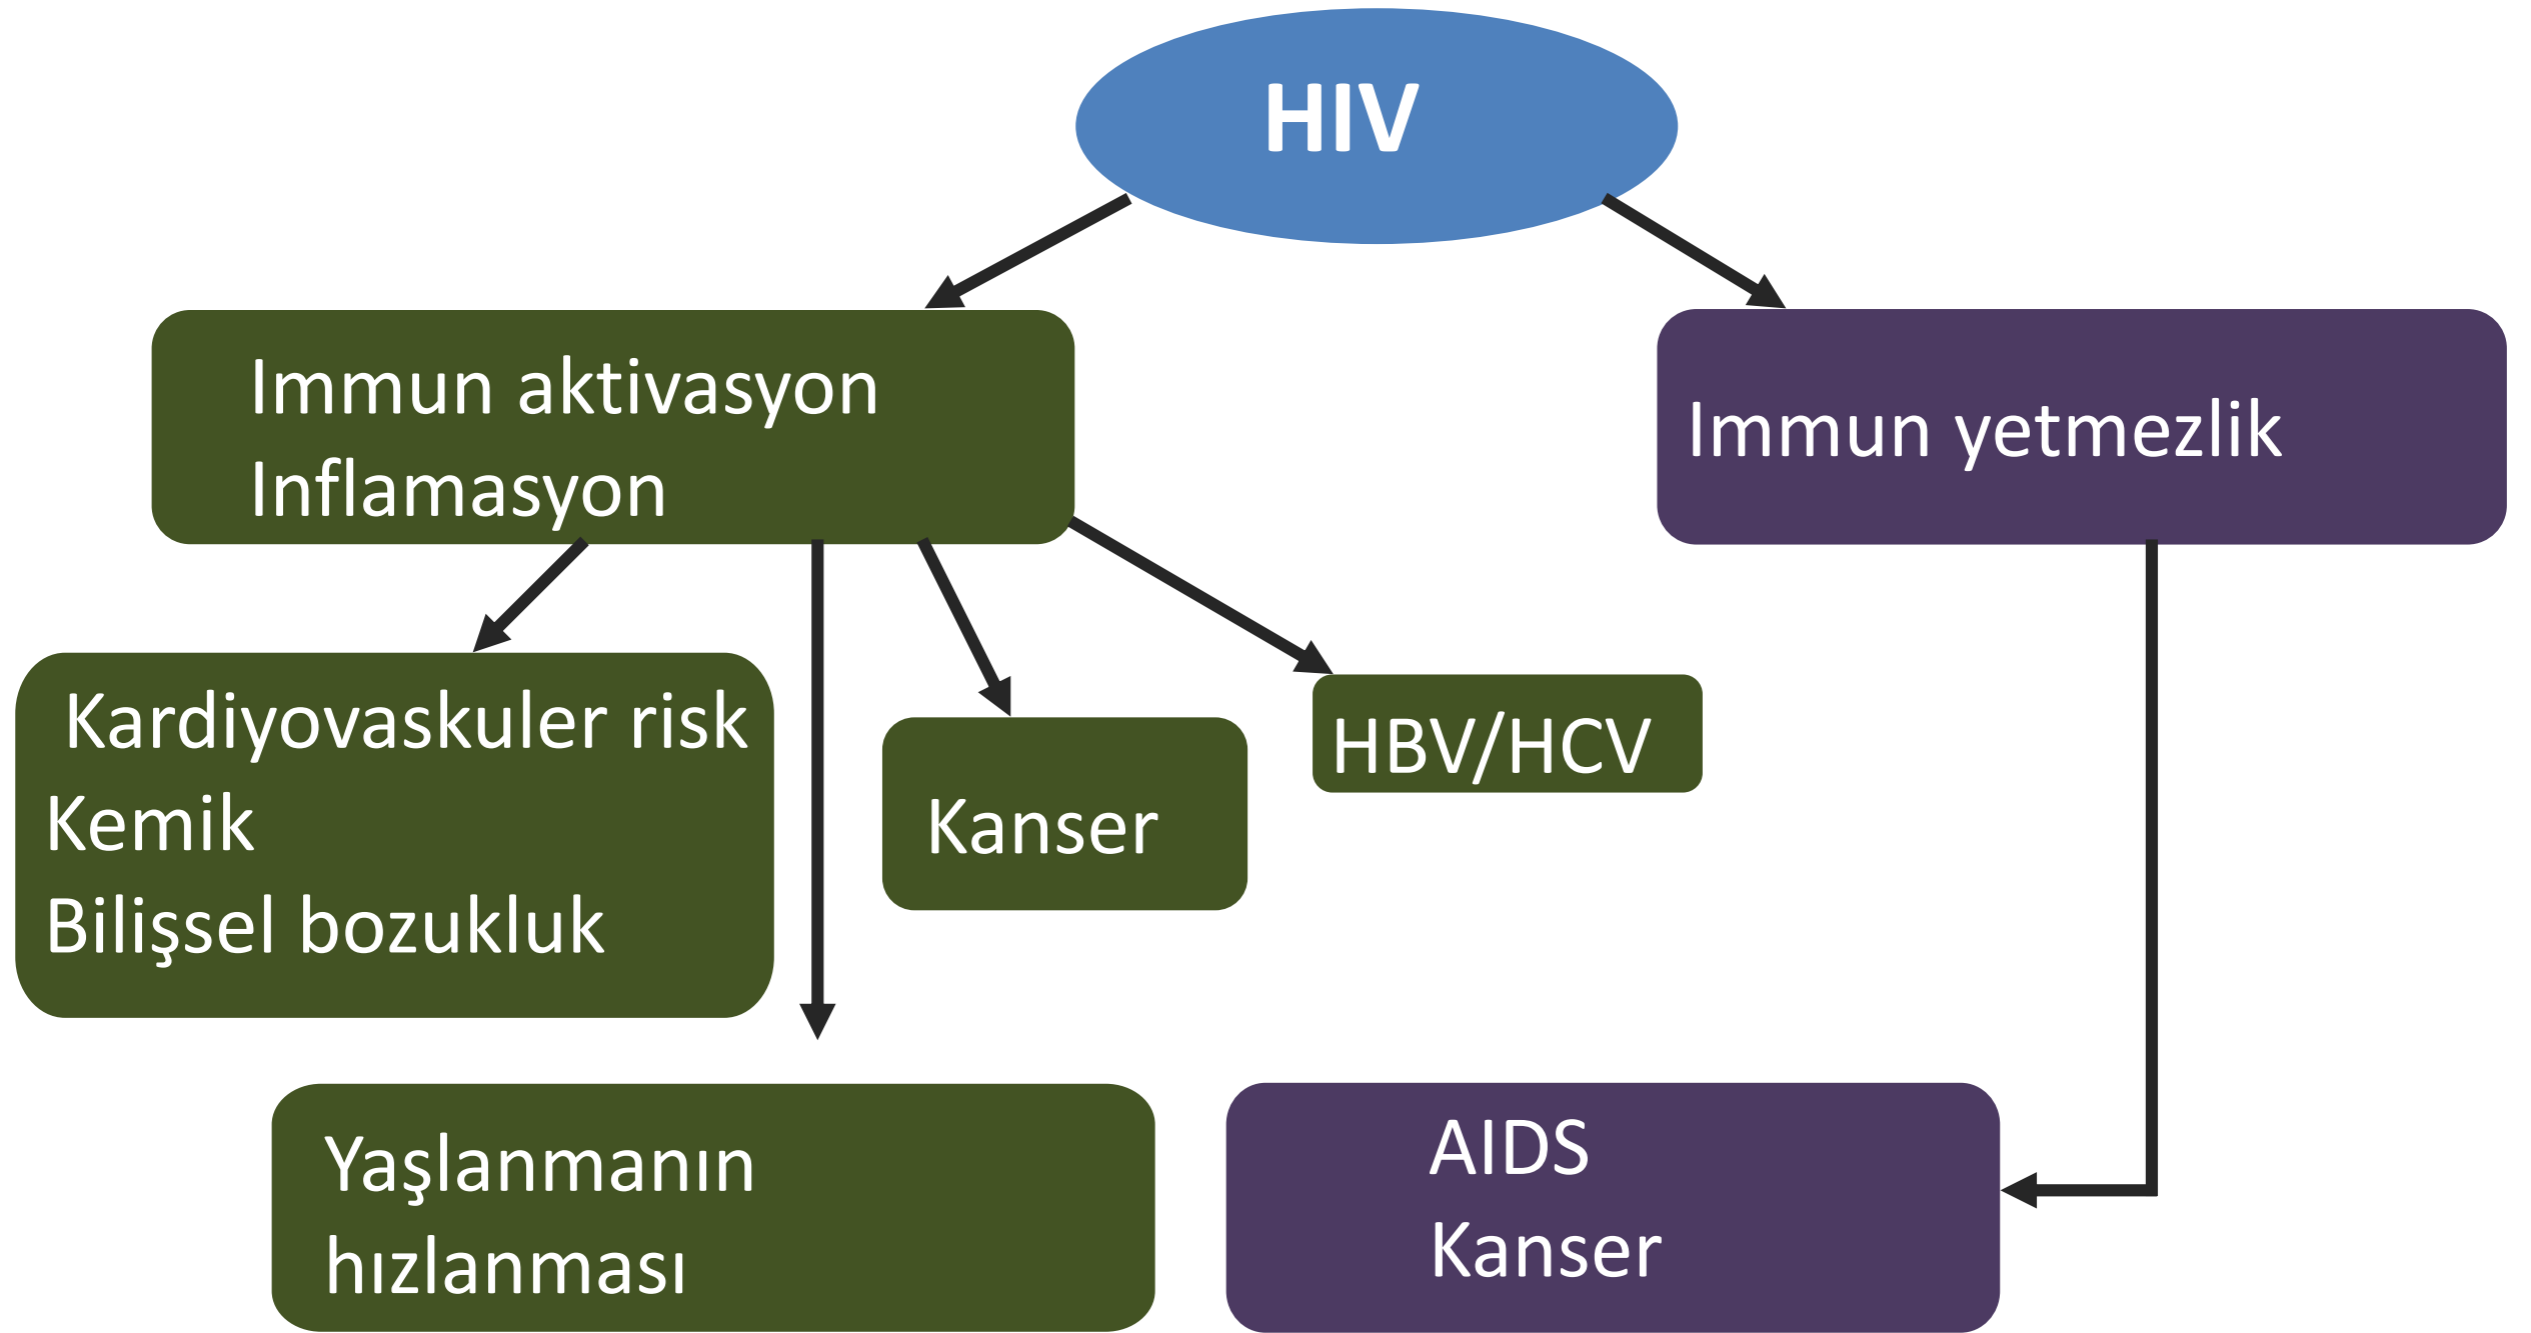 HIV
Immun aktivasyon
Inflamasyon
Immun yetmezlik
Kardiyovaskuler risk
Kemik
Bilişsel bozukluk
Kanser
HBV/HCV
Yaşlanmanın
hızlanması
AIDS
Kanser